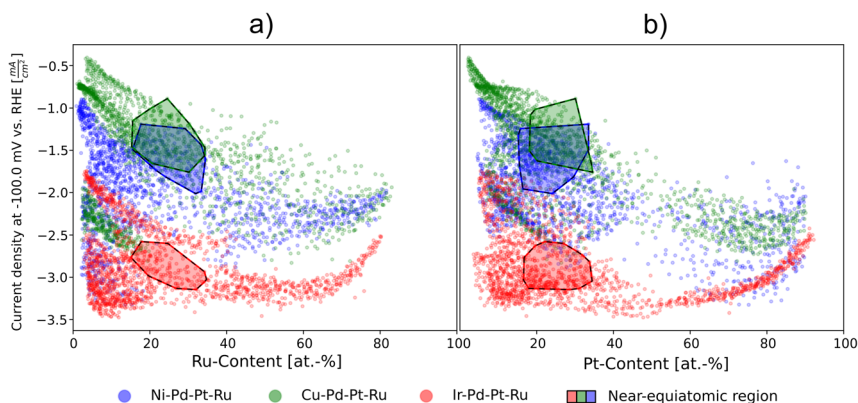 a) b)
Current density at -100.0 mV vs. RHE [mA/cm²]
−0.5
−1.0
−1.5
−2.0
−2.5
−3.0
−3.5
0 20 40 60 80 100 20 40 60 80 100
Ru-Content [at.-%] Pt-Content [at.-%]
Ni-Pd-Pt-Ru Cu-Pd-Pt-Ru Ir-Pd-Pt-Ru Near-equiatomic region